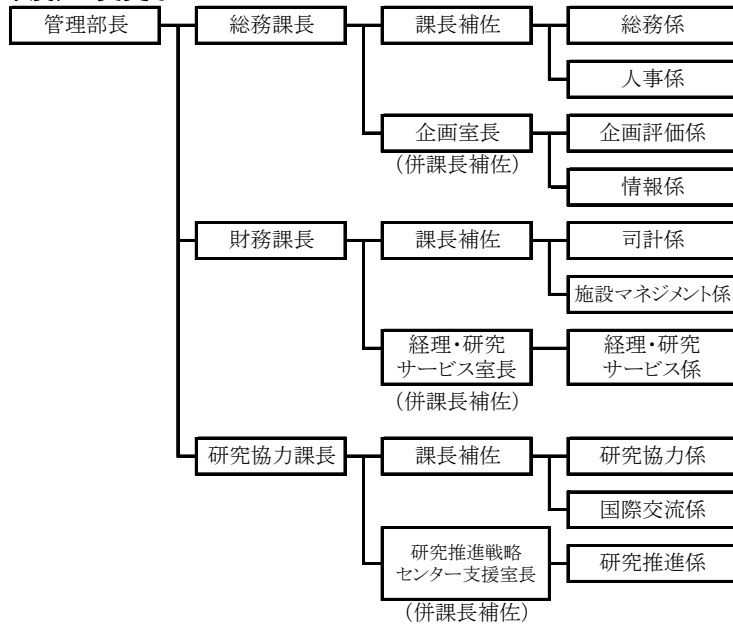 管理部長
総務課長
課長補佐
総務係
人事係
企画室長
(併課長補佐)
企画評価係
情報係
財務課長
課長補佐
司計係
施設マネジメント係
経理・研究
サービス室長
(併課長補佐)
経理・研究
サービス係
研究協力課長
課長補佐
研究協力係
国際交流係
研究推進戦略
センター支援室長
(併課長補佐)
研究推進係